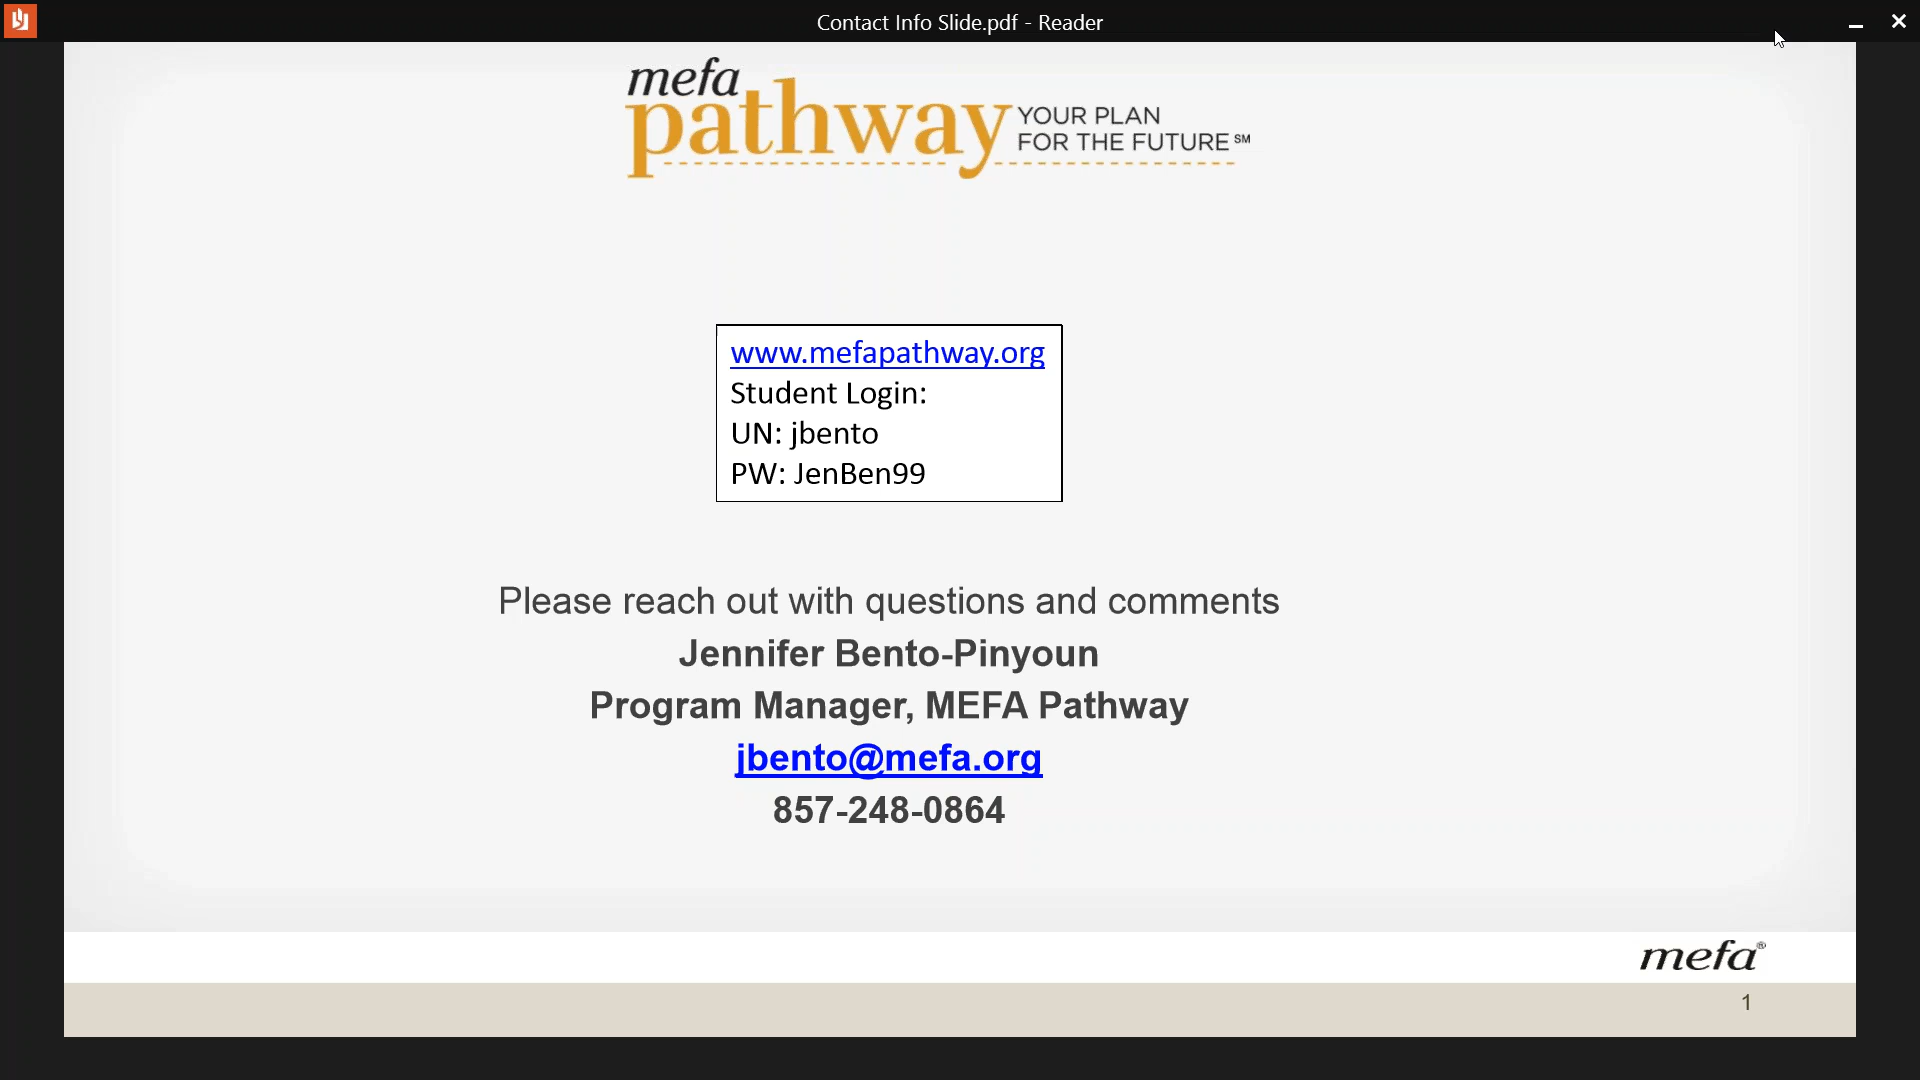 Contact Info Slide.pdf - Reader
mefa
pathway
YOUR PLAN
FOR THE FUTURE℠
www.mefapathway.org
Student Login:
UN: jbento
PW: JenBen99
Please reach out with questions and comments
Jennifer Bento-Pinyoun
Program Manager, MEFA Pathway
jbento@mefa.org
857-248-0864
mefa®
1